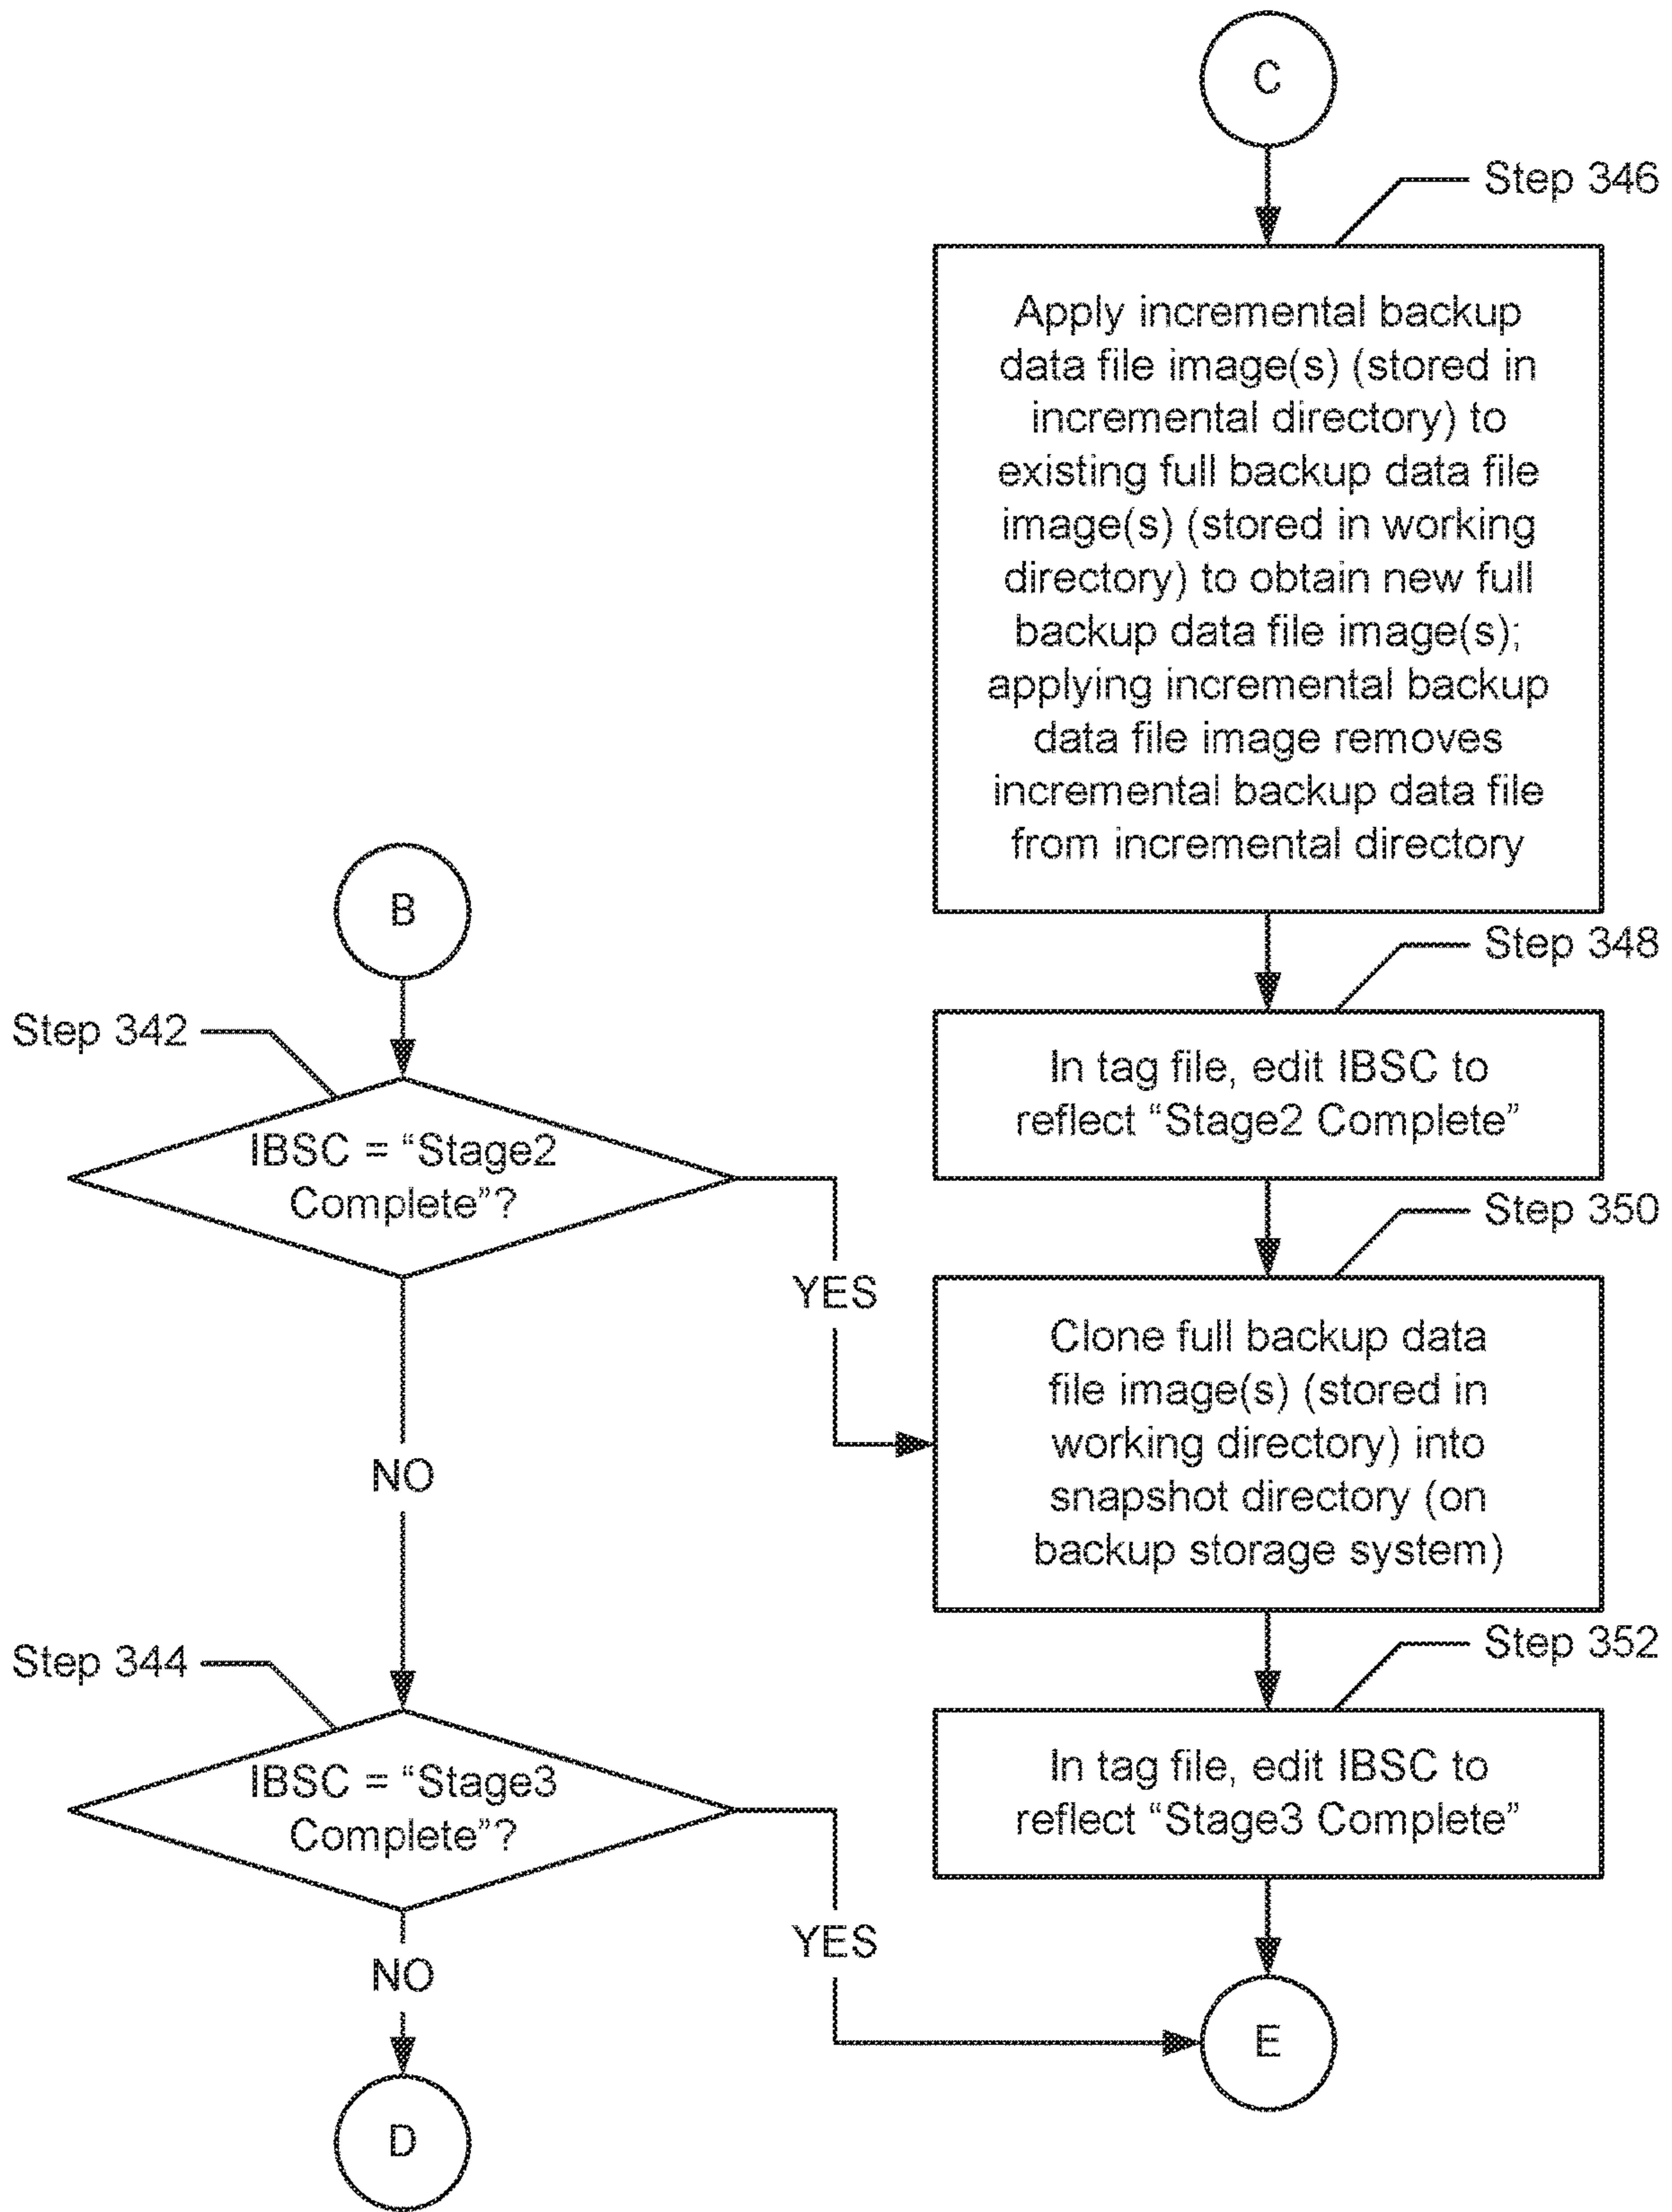 C
Step 346
Apply incremental backup
data file image(s) (stored in
incremental directory) to
existing full backup data file
image(s) (stored in working
directory) to obtain new full
backup data file image(s);
applying incremental backup
data file image removes
incremental backup data file
from incremental directory
B
Step 348
Step 342
In tag file, edit IBSC to
reflect “Stage2 Complete”
IBSC = “Stage2
Complete”?
Step 350
YES
Clone full backup data
file image(s) (stored in
working directory) into
snapshot directory (on
backup storage system)
NO
Step 352
Step 344
In tag file, edit IBSC to
reflect “Stage3 Complete”
IBSC = “Stage3
Complete”?
YES
NO
E
D